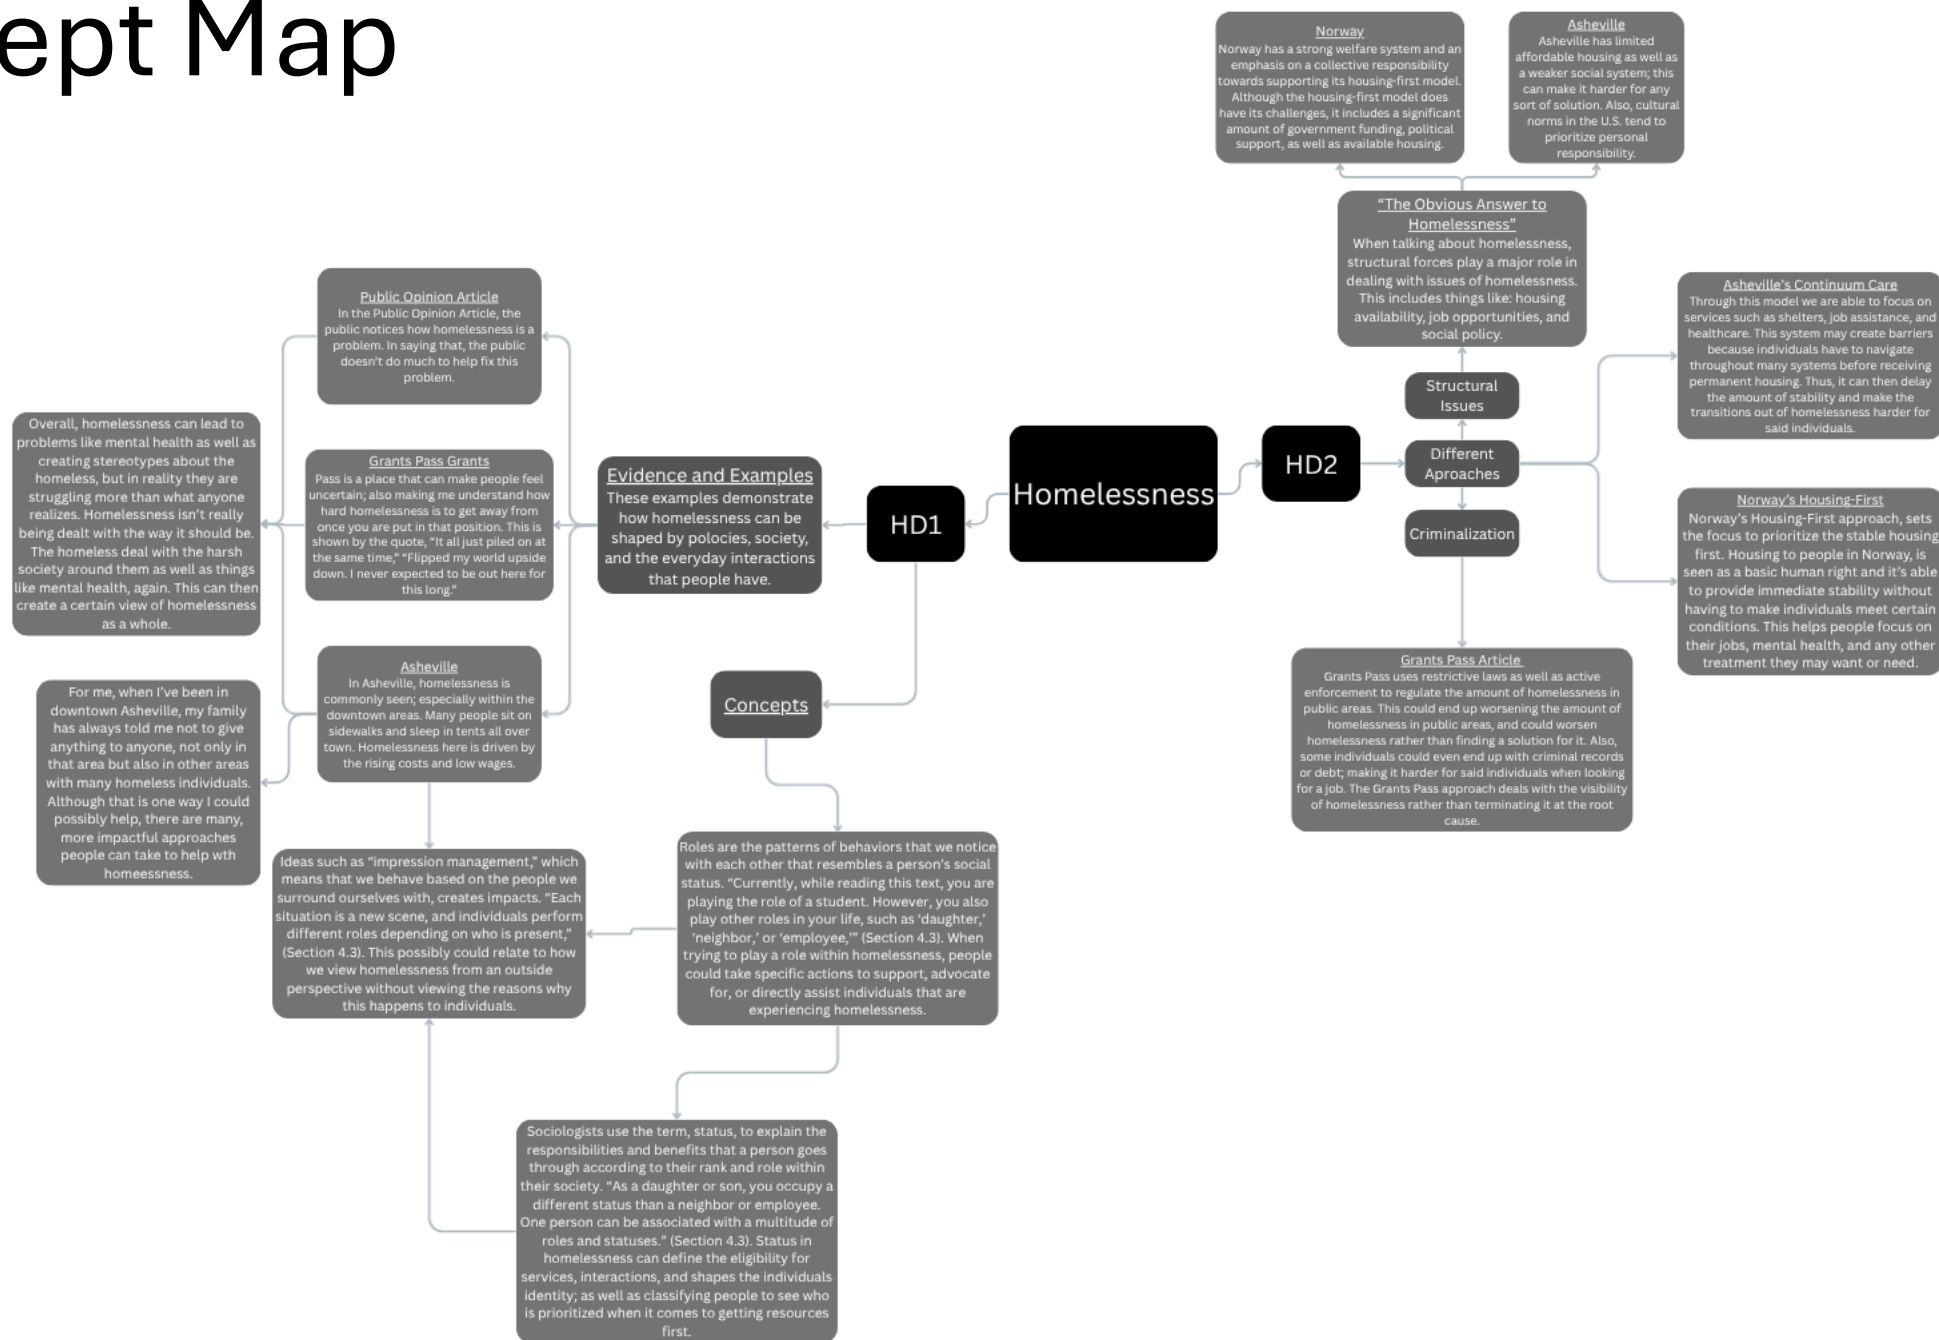 ept Map
Norway
Norway has a strong welfare system and an
emphasis on a collective responsibility
towards supporting its housing-first model.
Although the housing-first model does
have its challenges, it includes a significant
amount of government funding, political
support, as well as available housing.
Asheville
Asheville has limited
affordable housing as well as
a weaker social system; this
can make it harder for any
sort of solution. Also, cultural
norms in the U.S. tend to
prioritize personal
responsibility.
“The Obvious Answer to
Homelessness”
When talking about homelessness,
structural forces play a major role in
dealing with issues of homelessness.
This includes things like: housing
availability, job opportunities, and
social policy.
Public Opinion Article
In the Public Opinion Article, the
public notices how homelessness is a
problem. In saying that, the public
doesn't do much to help fix this
problem.
Asheville's Continuum Care
Through this model we are able to focus on
services such as shelters, job assistance, and
healthcare. This system may create barriers
because individuals have to navigate
throughout many systems before receiving
permanent housing. Thus, it can then delay
the amount of stability and make the
transitions out of homelessness harder for
said individuals.
Structural
Issues
Overall, homelessness can lead to
problems like mental health as well as
creating stereotypes about the
homeless, but in reality they are
struggling more than what anyone
realizes. Homelessness isn't really
being dealt with the way it should be.
The homeless deal with the harsh
society around them as well as things
like mental health, again. This can then
create a certain view of homelessness
as a whole.
Grants Pass Grants
Pass is a place that can make people feel
uncertain; also making me understand how
hard homelessness is to get away from
once you are put in that position. This is
shown by the quote, “It all just piled on at
the same time,” “Flipped my world upside
down. I never expected to be out here for
this long.”
Evidence and Examples
These examples demonstrate
how homelessness can be
shaped by polocies, society,
and the everyday interactions
that people have.
HD1
Homelessness
HD2
Different
Aproaches
Criminalization
Norway's Housing-First
Norway's Housing-First approach, sets
the focus to prioritize the stable housing
first. Housing to people in Norway, is
seen as a basic human right and it's able
to provide immediate stability without
having to make individuals meet certain
conditions. This helps people focus on
their jobs, mental health, and any other
treatment they may want or need.
Asheville
In Asheville, homelessness is
commonly seen; especially within the
downtown areas. Many people sit on
sidewalks and sleep in tents all over
town. Homelessness here is driven by
the rising costs and low wages.
Grants Pass Article
Grants Pass uses restrictive laws as well as active
enforcement to regulate the amount of homelessness in
public areas. This could end up worsening the amount of
homelessness in public areas, and could worsen
homelessness rather than finding a solution for it. Also,
some individuals could even end up with criminal records
or debt; making it harder for said individuals when looking
for a job. The Grants Pass approach deals with the visibility
of homelessness rather than terminating it at the root
cause.
For me, when I've been in
downtown Asheville, my family
has always told me not to give
anything to anyone, not only in
that area but also in other areas
with many homeless individuals.
Although that is one way I could
possibly help, there are many,
more impactful approaches
people can take to help wth
homeessness.
Concepts
Ideas such as “impression management,” which
means that we behave based on the people we
surround ourselves with, creates impacts. “Each
situation is a new scene, and individuals perform
different roles depending on who is present,”
(Section 4.3). This possibly could relate to how
we view homelessness from an outside
perspective without viewing the reasons why
this happens to individuals.
Roles are the patterns of behaviors that we notice
with each other that resembles a person's social
status. “Currently, while reading this text, you are
playing the role of a student. However, you also
play other roles in your life, such as ‘daughter,’
‘neighbor,’ or ‘employee,’” (Section 4.3). When
trying to play a role within homelessness, people
could take specific actions to support, advocate
for, or directly assist individuals that are
experiencing homelessness.
Sociologists use the term, status, to explain the
responsibilities and benefits that a person goes
through according to their rank and role within
their society. “As a daughter or son, you occupy a
different status than a neighbor or employee.
One person can be associated with a multitude of
roles and statuses.” (Section 4.3). Status in
homelessness can define the eligibility for
services, interactions, and shapes the individuals
identity; as well as classifying people to see who
is prioritized when it comes to getting resources
first.